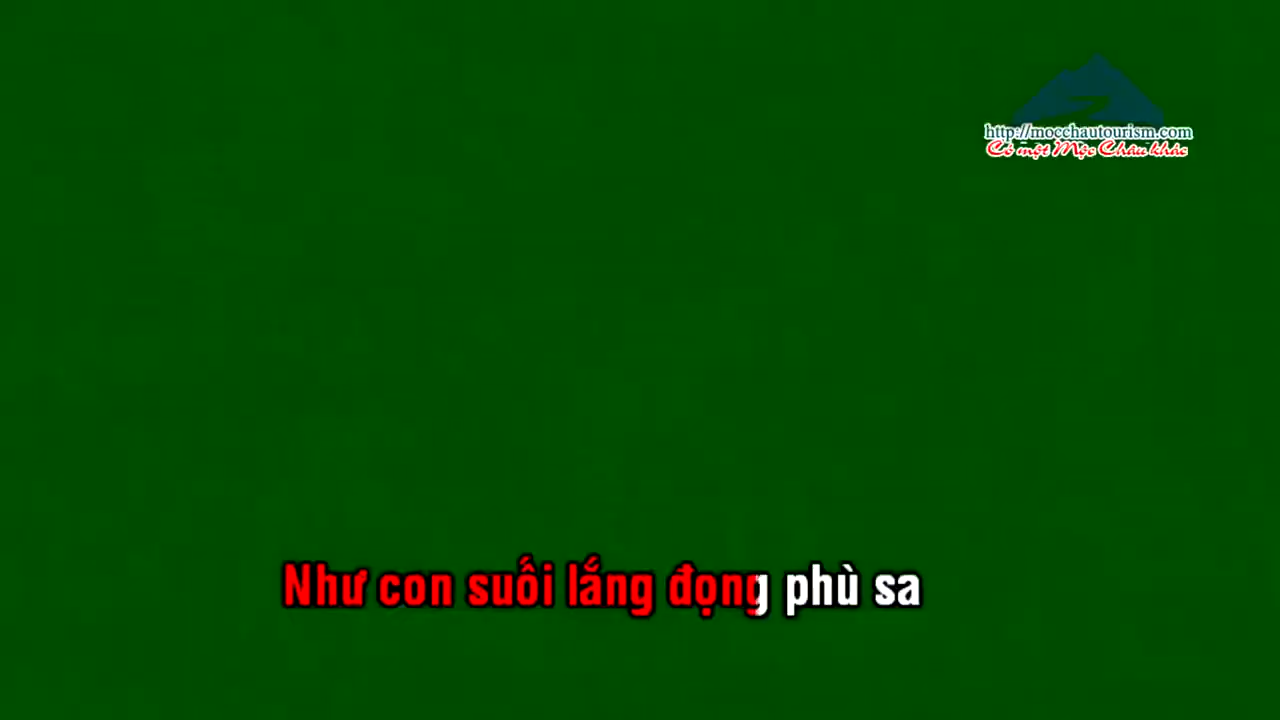 http://mocchautourism.com
Có một Mộc Châu khác
Như con suối lắng đọng phù sa